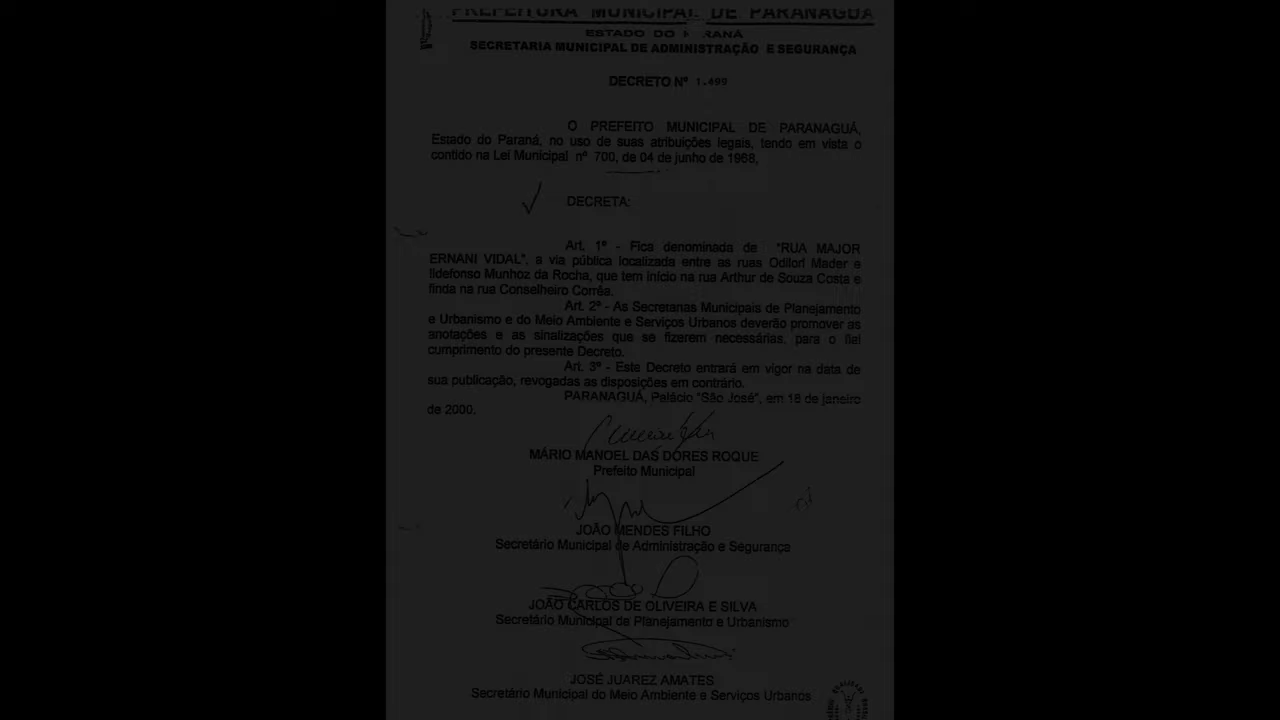 PREFEITURA MUNICIPAL DE PARANAGUÁ
ESTADO DO PARANÁ
SECRETARIA MUNICIPAL DE ADMINISTRAÇÃO E SEGURANÇA
DECRETO Nº 1.499
O PREFEITO MUNICIPAL DE PARANAGUÁ,
Estado do Paraná, no uso de suas atribuições legais, tendo em vista o
contido na Lei Municipal nº 700, de 04 de junho de 1968,
DECRETA:
Art. 1º - Fica denominada de "RUA MAJOR
ERNANI VIDAL", a via pública localizada entre as ruas Odilon Mader e
Ildefonso Munhoz da Rocha, que tem início na rua Arthur de Souza Costa e
finda na rua Conselheiro Corrêa.
Art. 2º - As Secretarias Municipais de Planejamento
e Urbanismo e do Meio Ambiente e Serviços Urbanos deverão promover as
anotações e as sinalizações que se fizerem necessárias, para o fiel
cumprimento do presente Decreto.
Art. 3º - Este Decreto entrará em vigor na data de
sua publicação, revogadas as disposições em contrário.
PARANAGUÁ, Palácio "São José", em 18 de janeiro
de 2000.
MÁRIO MANOEL DAS DORES ROQUE
Prefeito Municipal
JOÃO MENDES FILHO
Secretário Municipal de Administração e Segurança
JOÃO CARLOS DE OLIVEIRA E SILVA
Secretário Municipal de Planejamento e Urbanismo
JOSÉ JUAREZ AMATES
Secretário Municipal do Meio Ambiente e Serviços Urbanos